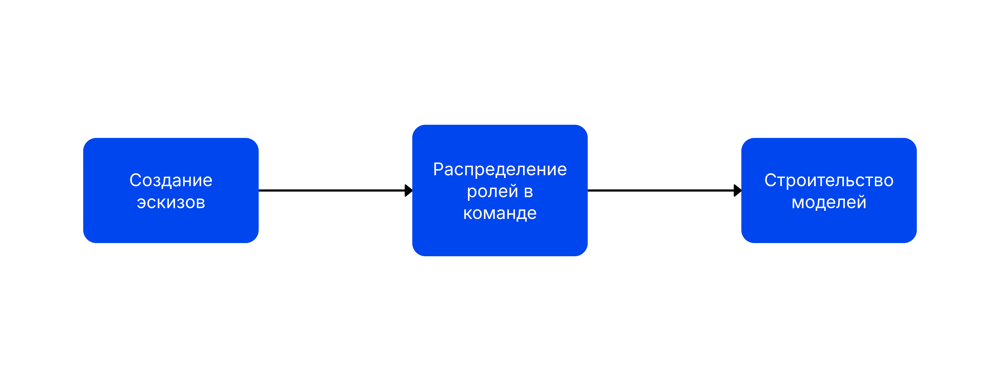 Создание
эскизов
Распределение
ролей в
команде
Строительство
моделей